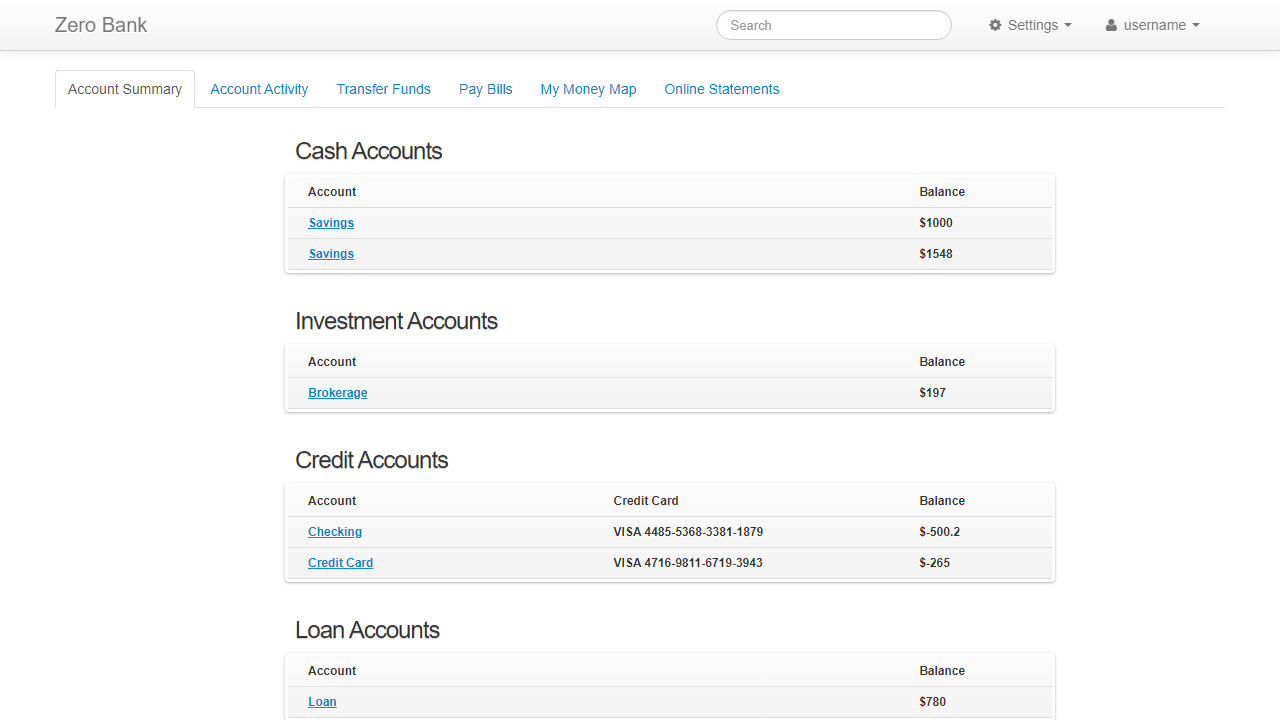 Zero Bank Search Settings username
Account Summary Account Activity Transfer Funds Pay Bills My Money Map Online Statements
Cash Accounts
Account Balance
Savings $1000
Savings $1548
Investment Accounts
Account Balance
Brokerage $197
Credit Accounts
Account Credit Card Balance
Checking VISA 4485-5368-3381-1879 $-500.2
Credit Card VISA 4716-9811-6719-3943 $-265
Loan Accounts
Account Balance
Loan $780